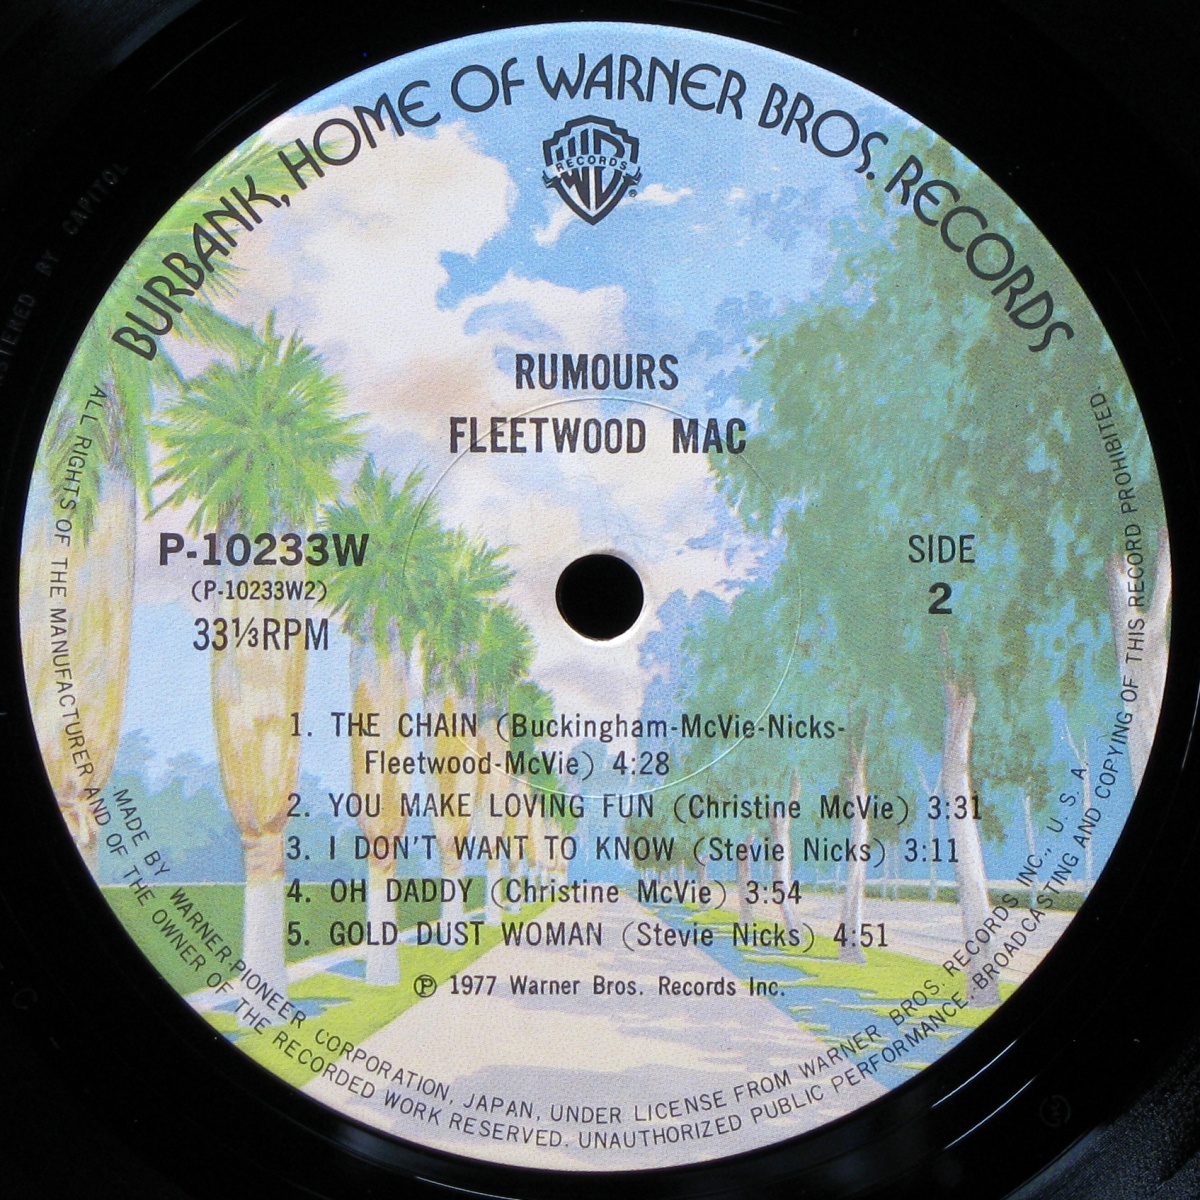 BURBANK, HOME OF WARNER BROS. RECORDS
WB
RECORDS
®
RUMOURS
FLEETWOOD MAC
P-10233W
(P-10233W2)
33⅓RPM
SIDE
2
1. THE CHAIN (Buckingham-McVie-Nicks-
Fleetwood-McVie) 4:28
2. YOU MAKE LOVING FUN (Christine McVie) 3:31
3. I DON'T WANT TO KNOW (Stevie Nicks) 3:11
4. OH DADDY (Christine McVie) 3:54
5. GOLD DUST WOMAN (Stevie Nicks) 4:51
℗ 1977 Warner Bros. Records Inc.
MADE BY WARNER-PIONEER CORPORATION, JAPAN, UNDER LICENSE FROM WARNER BROS. RECORDS INC., U. S. A.
ALL RIGHTS OF THE MANUFACTURER AND OF THE OWNER OF THE RECORDED WORK RESERVED. UNAUTHORIZED PUBLIC PERFORMANCE, BROADCASTING AND COPYING OF THIS RECORD PROHIBITED.
BY CAPITOL